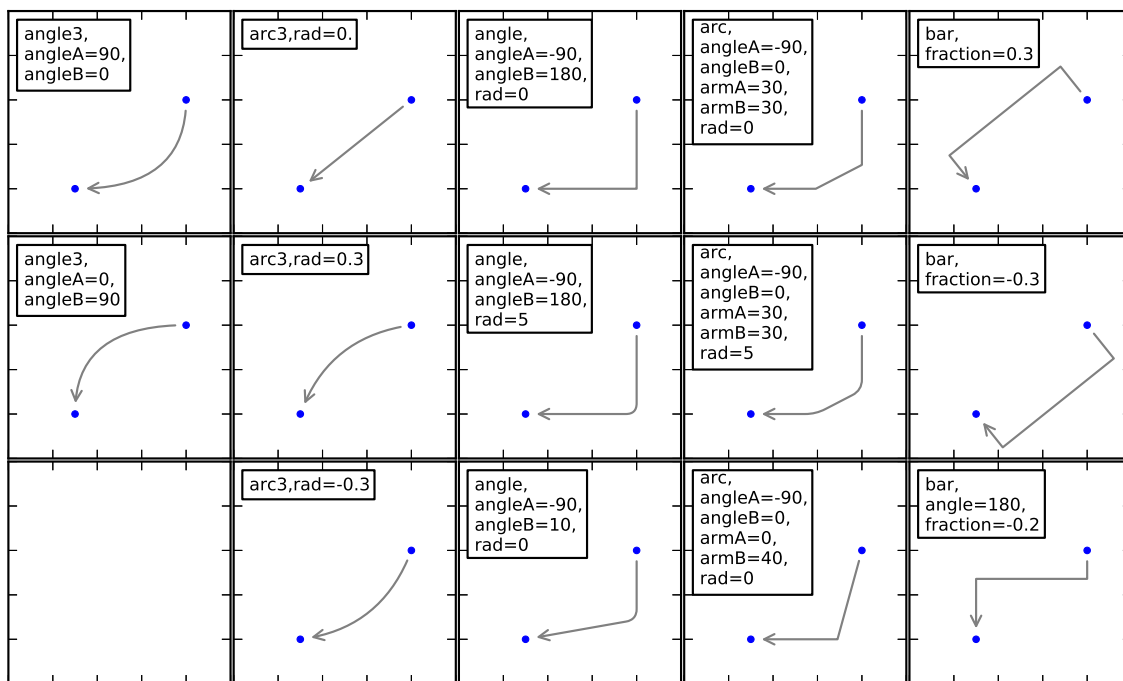 angle3,
angleA=90,
angleB=0
arc3,rad=0.
angle,
angleA=-90,
angleB=180,
rad=0
arc,
angleA=-90,
angleB=0,
armA=30,
armB=30,
rad=0
bar,
fraction=0.3
angle3,
angleA=0,
angleB=90
arc3,rad=0.3
angle,
angleA=-90,
angleB=180,
rad=5
arc,
angleA=-90,
angleB=0,
armA=30,
armB=30,
rad=5
bar,
fraction=-0.3
arc3,rad=-0.3
angle,
angleA=-90,
angleB=10,
rad=0
arc,
angleA=-90,
angleB=0,
armA=0,
armB=40,
rad=0
bar,
angle=180,
fraction=-0.2